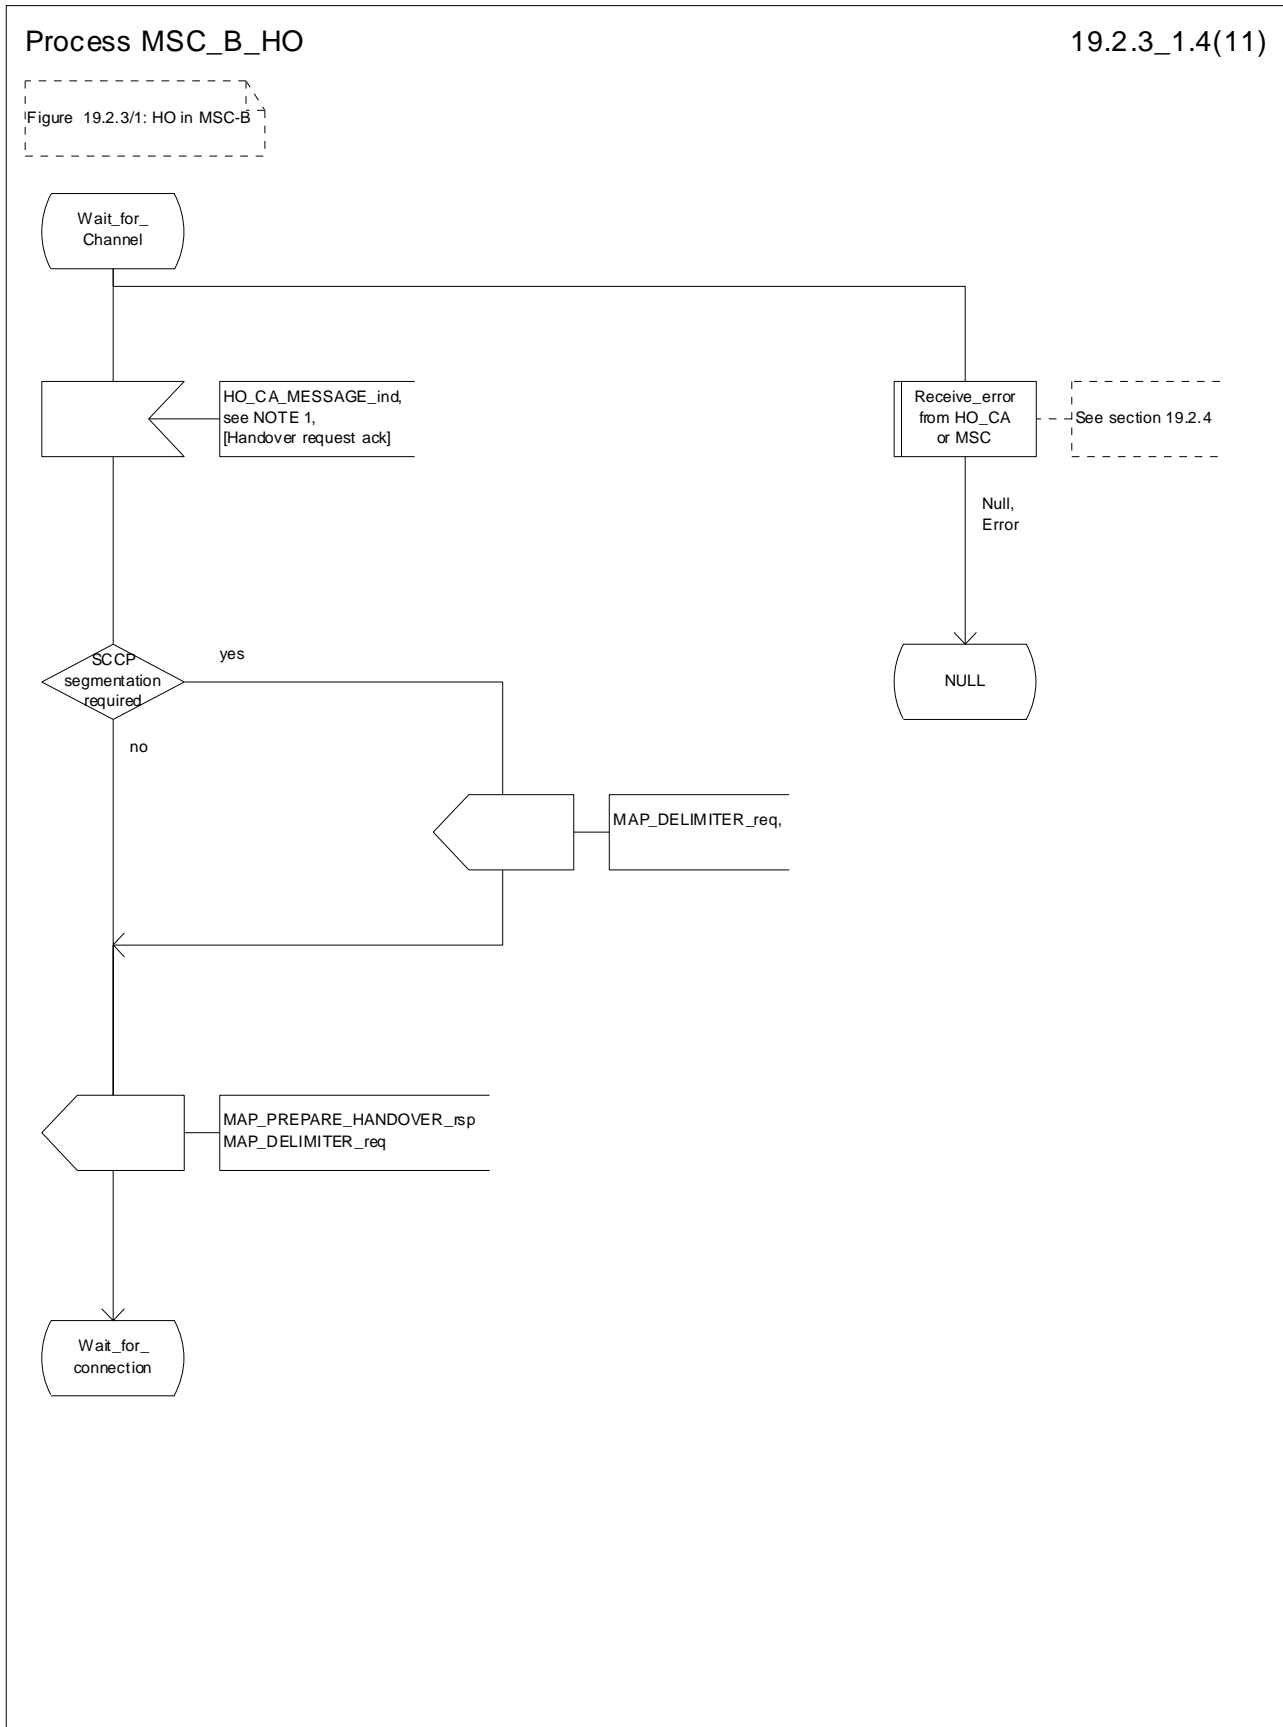 Process MSC_B_HO
19.2.3_1.4(11)
Figure 19.2.3/1: HO in MSC-B
Wait_for_
Channel
HO_CA_MESSAGE_ind,
see NOTE 1,
[Handover request ack]
Receive_error
from HO_CA
or MSC
See section 19.2.4
Null,
Error
SCCP
segmentation
required
yes
NULL
no
MAP_DELIMITER_req,
MAP_PREPARE_HANDOVER_rsp
MAP_DELIMITER_req
Wait_for_
connection